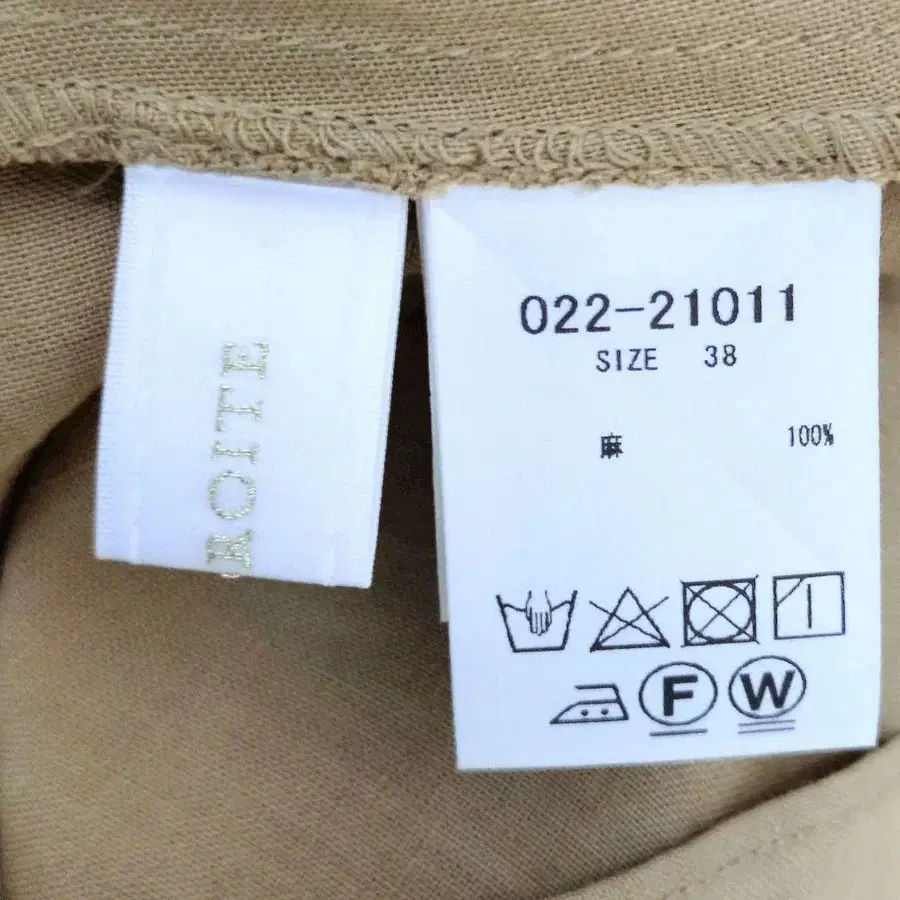 ROITE
022-21011
SIZE 38
麻 100%
F W